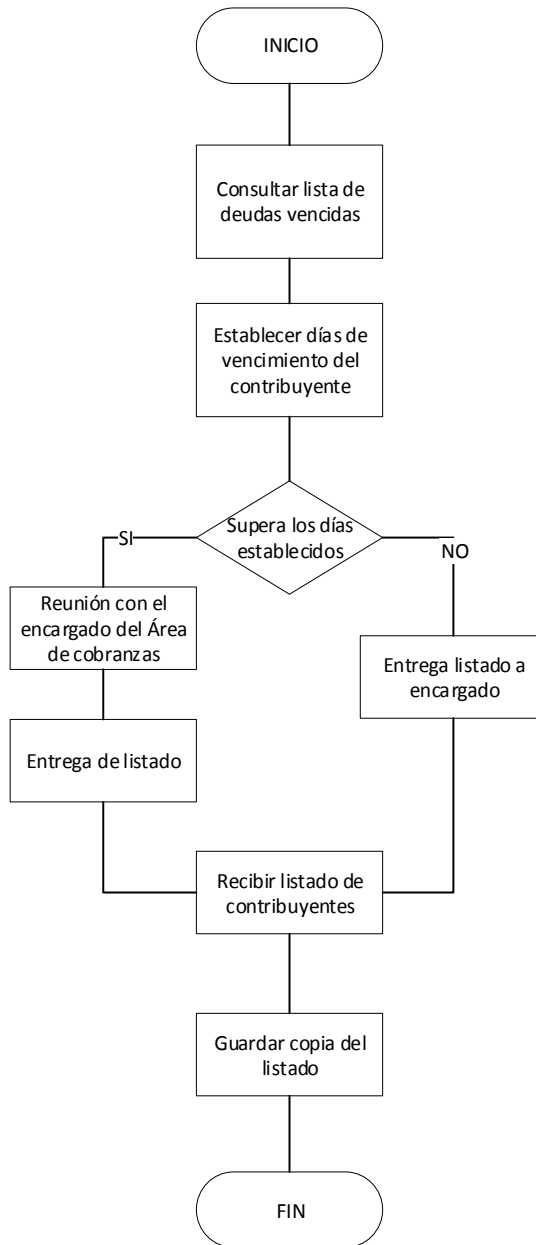 INICIO
Consultar lista de
deudas vencidas
Establecer días de
vencimiento del
contribuyente
Supera los días
establecidos
SI
NO
Reunión con el
encargado del Área
de cobranzas
Entrega listado a
encargado
Entrega de listado
Recibir listado de
contribuyentes
Guardar copia del
listado
FIN